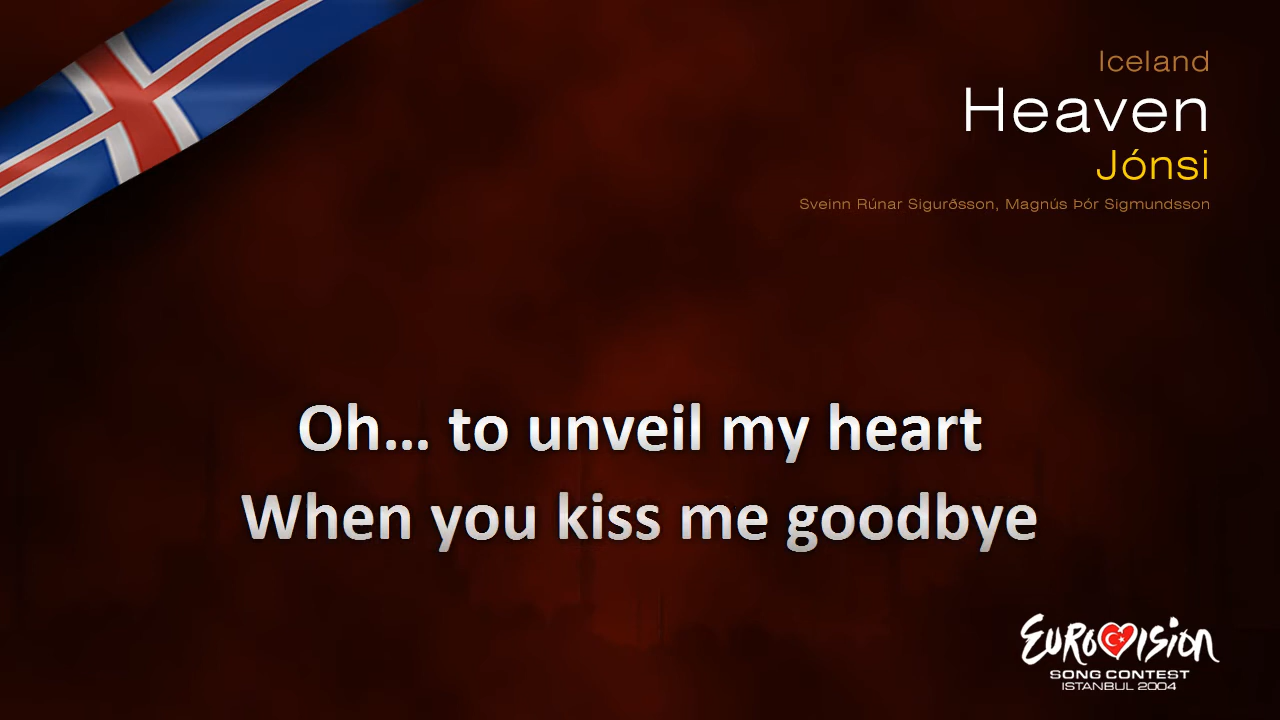 Iceland
Heaven
Jónsi
Sveinn Rúnar Sigurðsson, Magnús Þór Sigmundsson
Oh... to unveil my heart
When you kiss me goodbye
EUROVISION
SONG CONTEST
ISTANBUL 2004